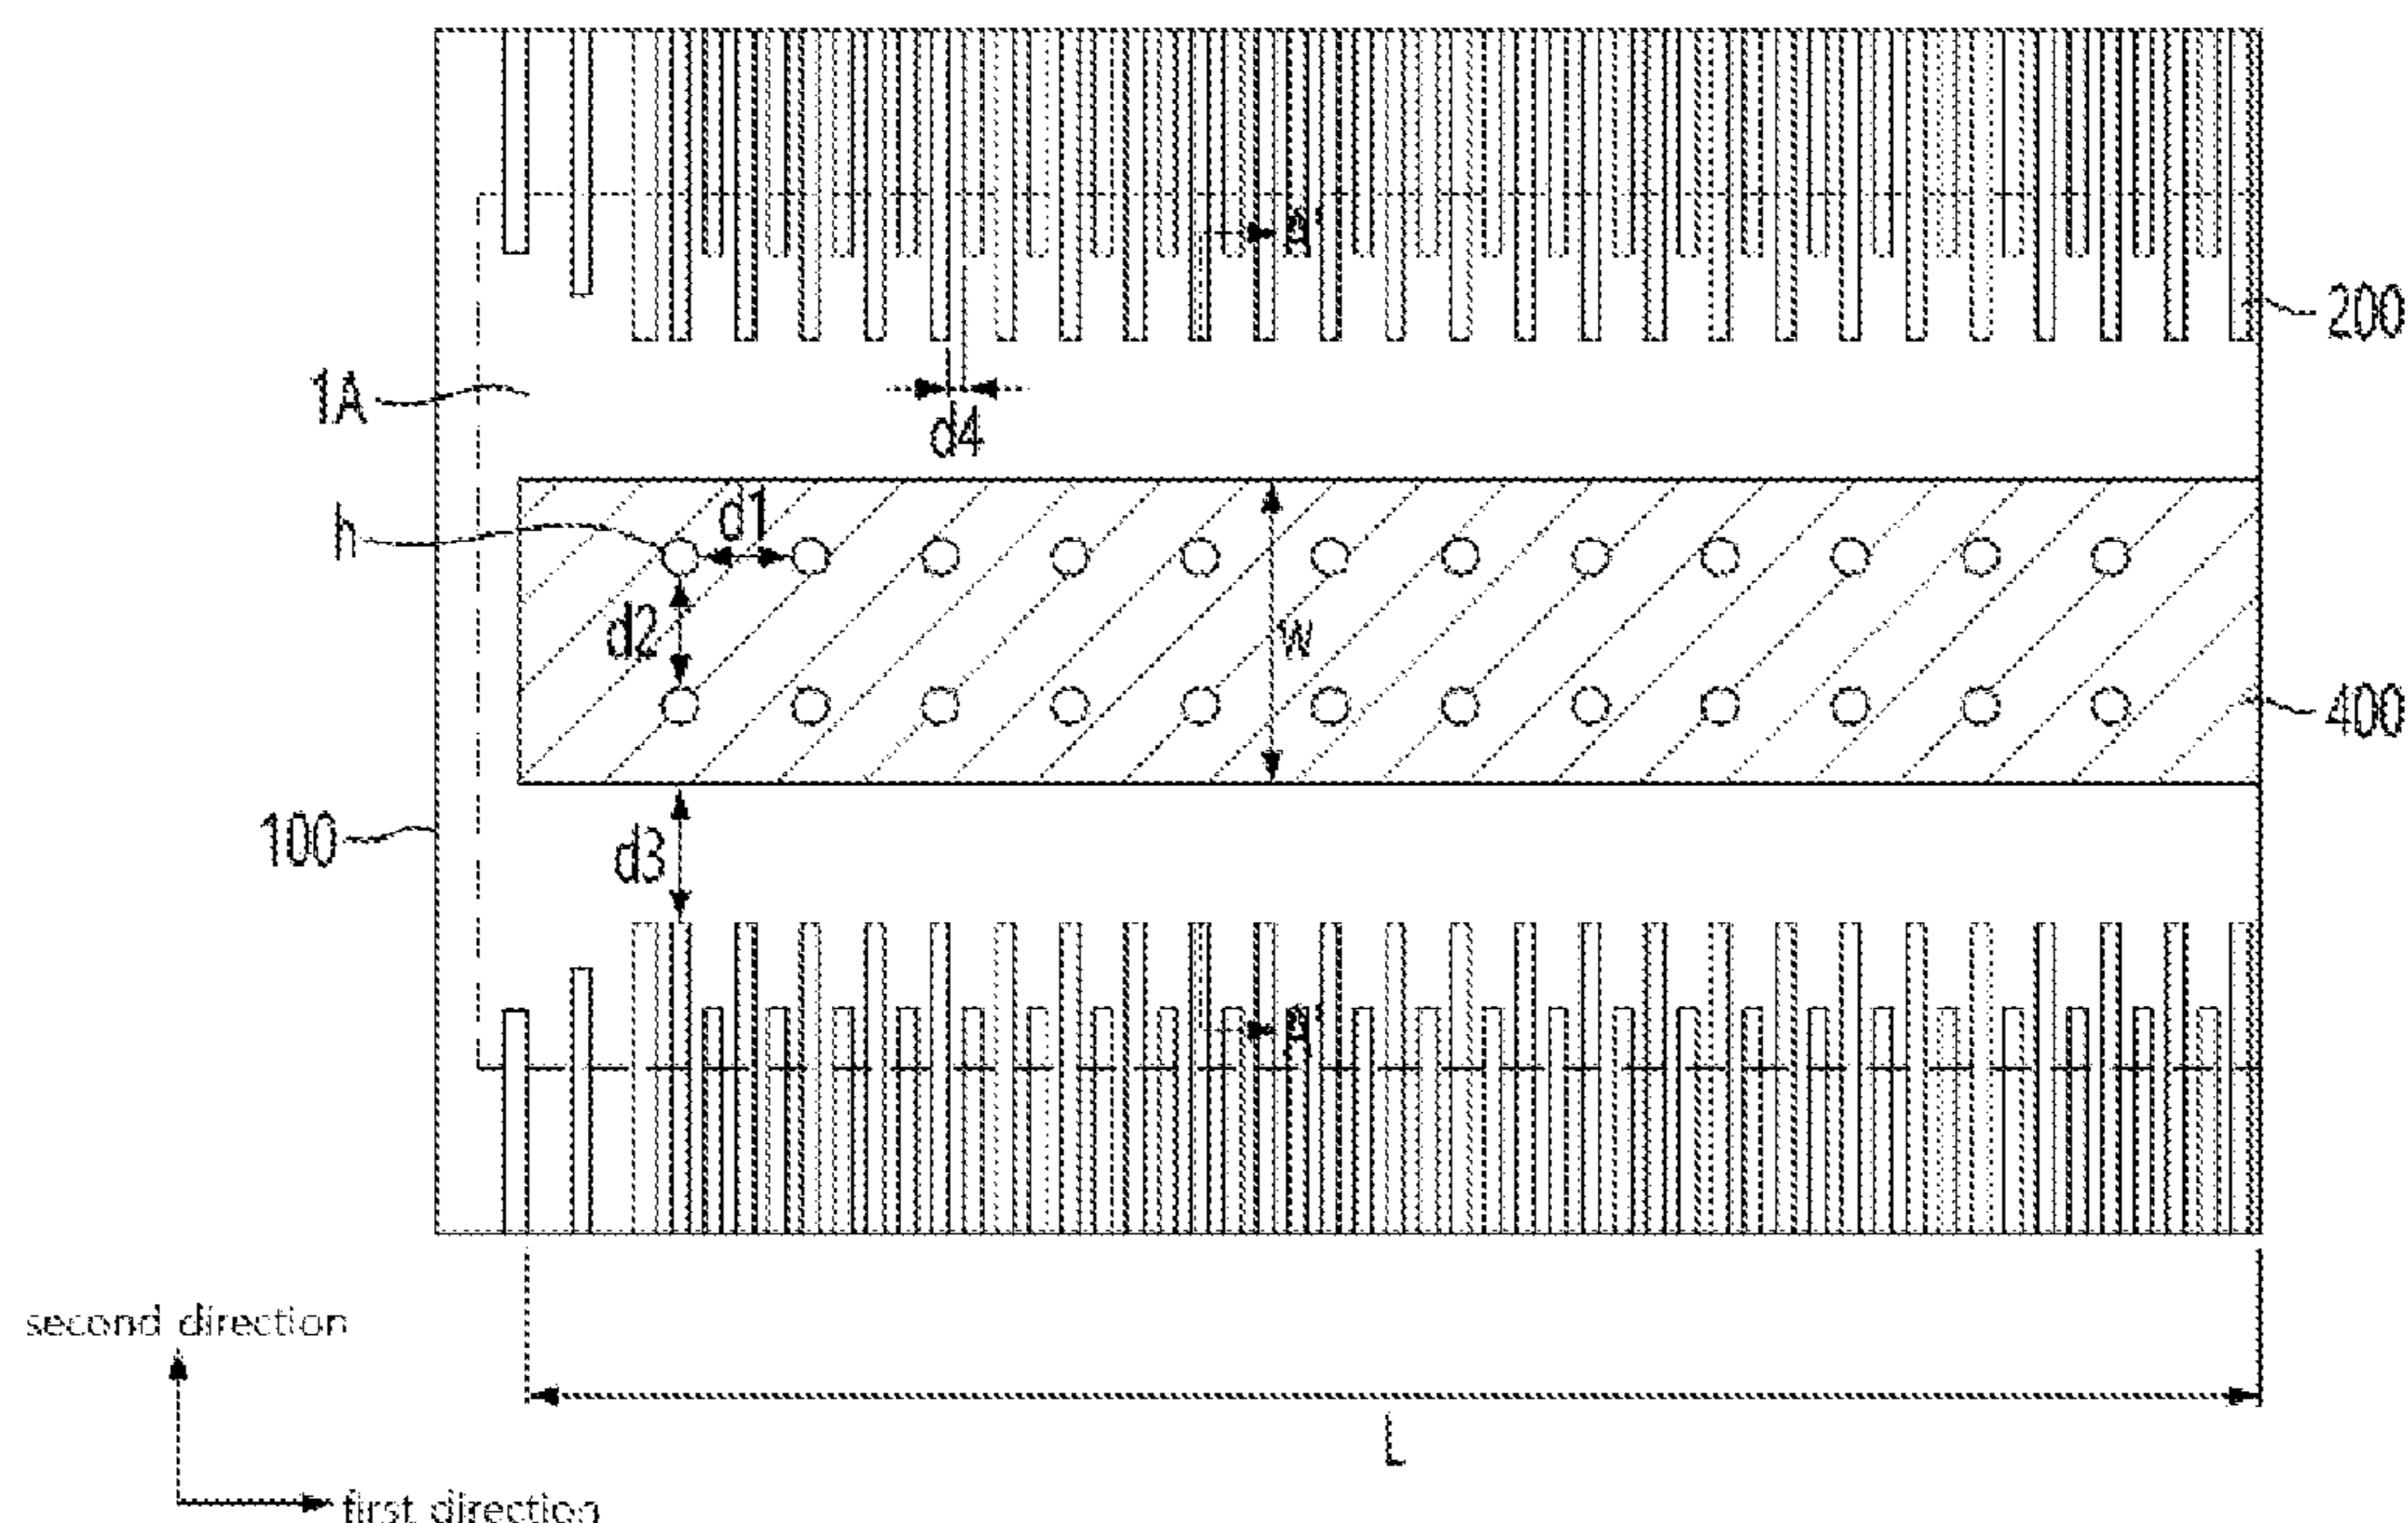 200
1A
d4
h
d1
d2
w
400
100
d3
second direction
L
first direction